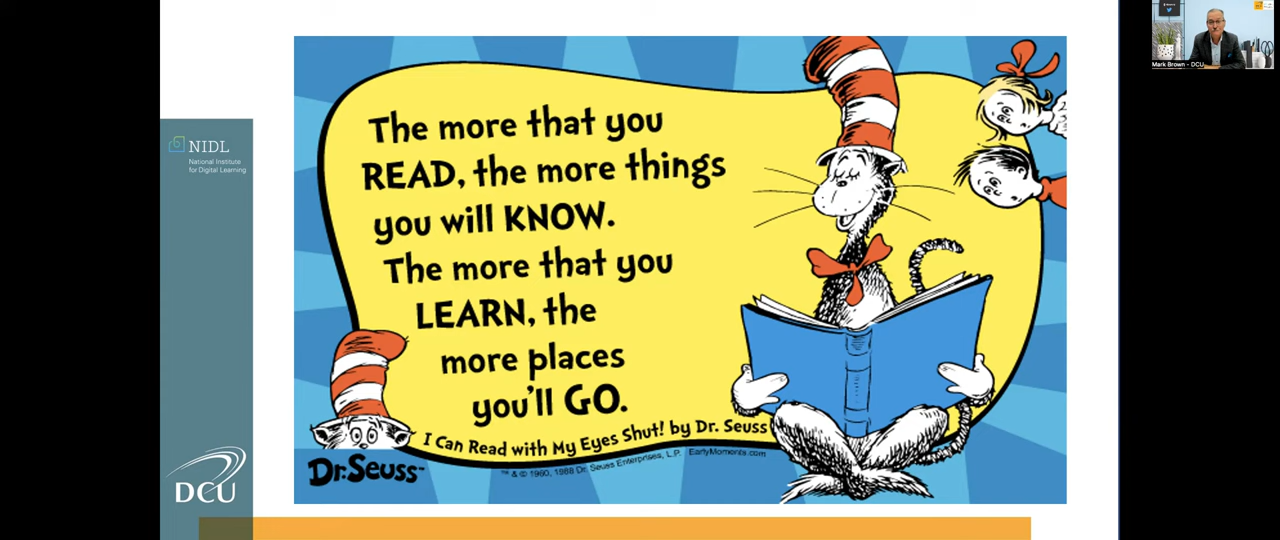 The more that you
READ, the more things
you will KNOW.
The more that you
LEARN, the
more places
you'll GO.
I Can Read with My Eyes Shut! by Dr. Seuss
Dr. Seuss™
™ & © 1960, 1988 Dr. Seuss Enterprises, L.P. EarlyMoments.com
NIDL
National Institute
for Digital Learning
DCU
Mark Brown - DCU